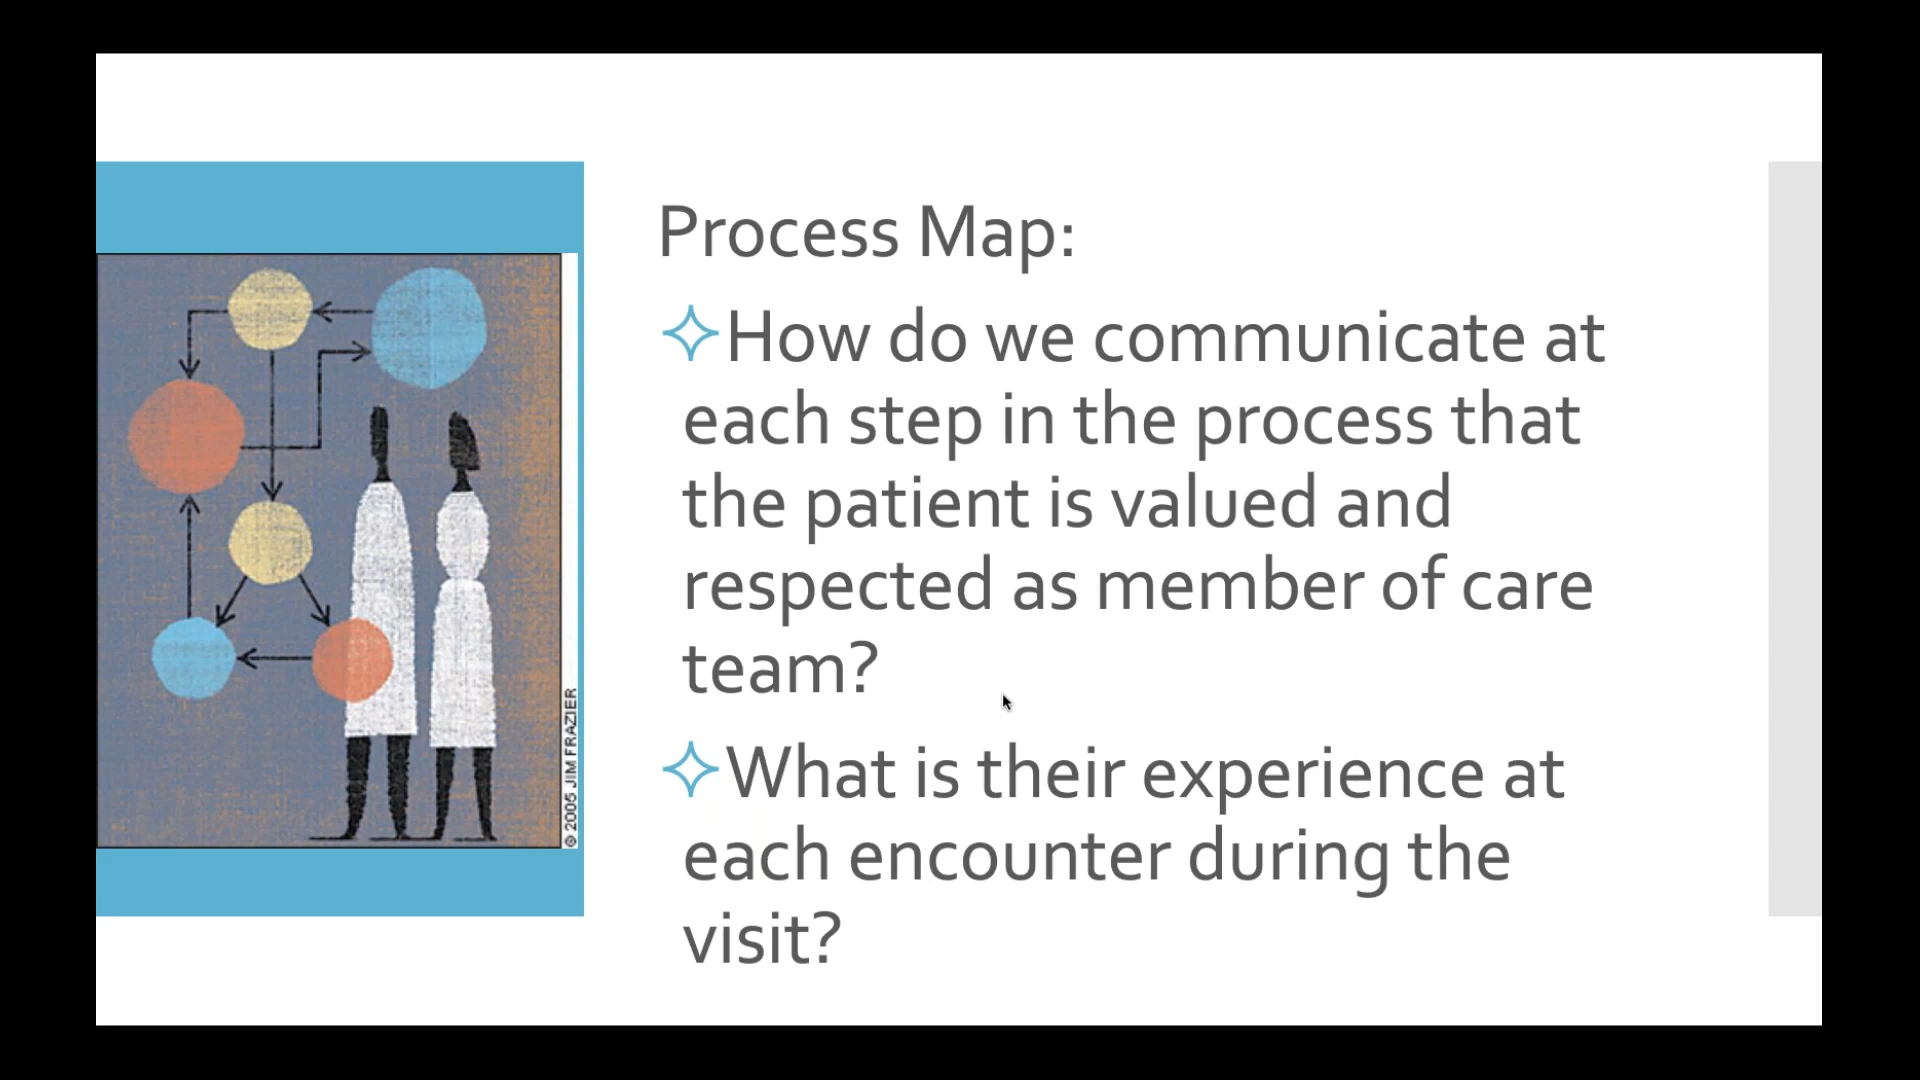 Process Map:
How do we communicate at
each step in the process that
the patient is valued and
respected as member of care
team?
What is their experience at
each encounter during the
visit?
© 2005 JIM FRAZIER